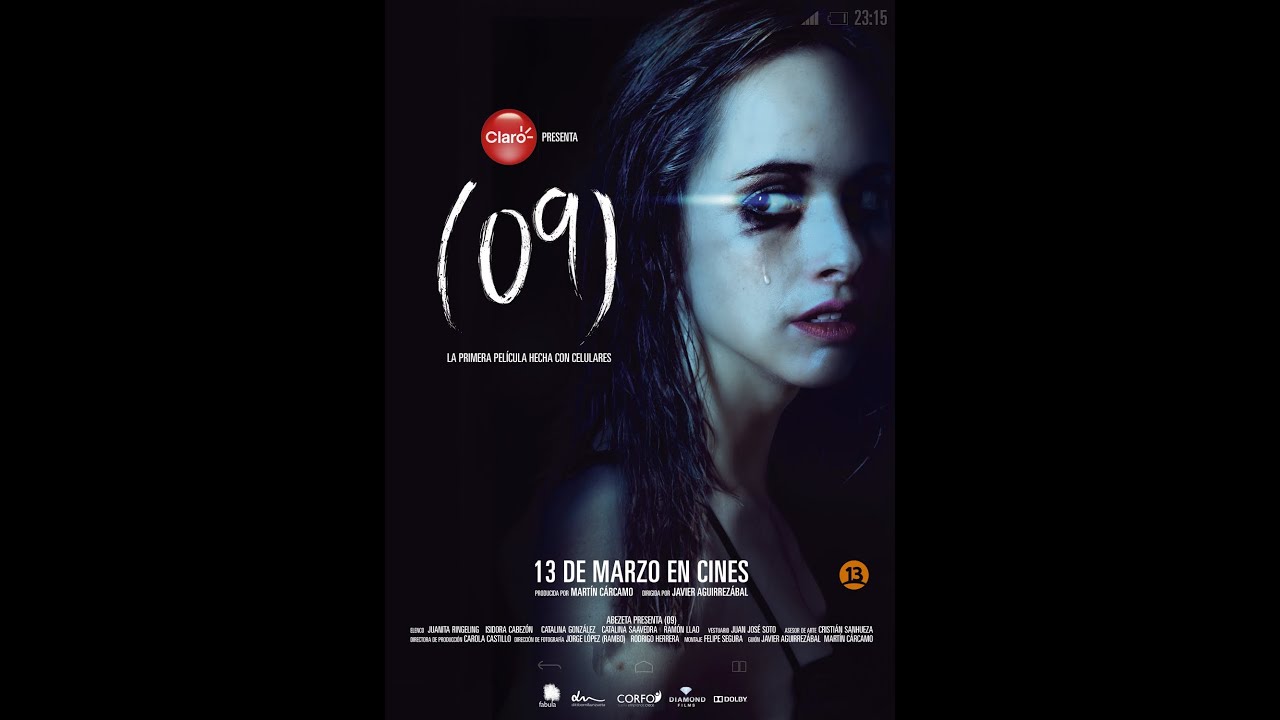 23:15
Claro PRESENTA
(09)
LA PRIMERA PELÍCULA HECHA CON CELULARES
13 DE MARZO EN CINES
13
PRODUCIDA POR MARTÍN CÁRCAMO DIRIGIDA POR JAVIER AGUIRREZÁBAL
ABEZETA PRESENTA (09)
ELENCO JUANITA RINGELING ISIDORA CABEZÓN CATALINA GONZÁLEZ CATALINA SAAVEDRA RAMÓN LLAO VESTUARIO JUAN JOSÉ SOTO ASESOR DE ARTE CRISTIÁN SANHUEZA
DIRECTORA DE PRODUCCIÓN CAROLA CASTILLO DIRECCIÓN DE FOTOGRAFÍA JORGE LÓPEZ (RAMBO) RODRIGO HERRERA MONTAJE FELIPE SEGURA GUIÓN JAVIER AGUIRREZÁBAL MARTÍN CÁRCAMO
fabula CORFO DIAMOND FILMS DOLBY